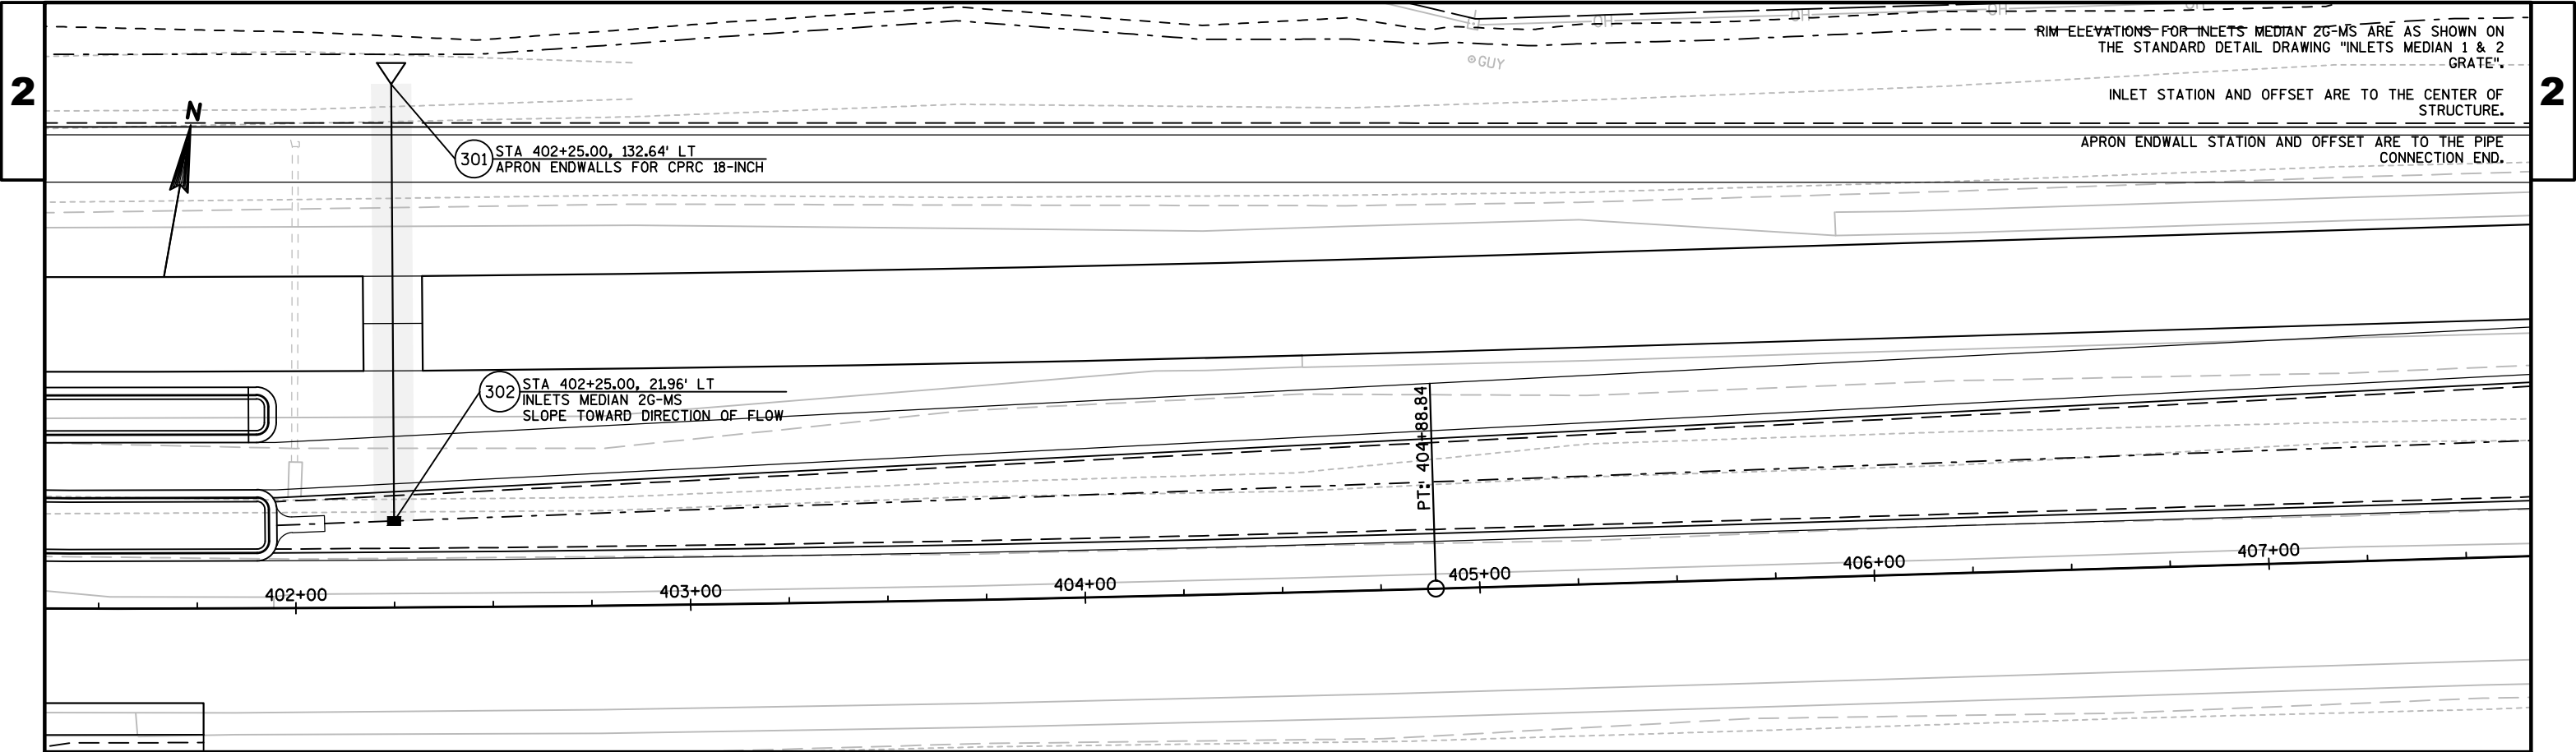 2
2
RIM ELEVATIONS FOR INLETS MEDIAN 2G-MS ARE AS SHOWN ON
THE STANDARD DETAIL DRAWING "INLETS MEDIAN 1 & 2
GRATE".
INLET STATION AND OFFSET ARE TO THE CENTER OF
STRUCTURE.
APRON ENDWALL STATION AND OFFSET ARE TO THE PIPE
CONNECTION END.
OH
OH
OH
OH
GUY
N
301
STA 402+25.00, 132.64' LT
APRON ENDWALLS FOR CPRC 18-INCH
302
STA 402+25.00, 21.96' LT
INLETS MEDIAN 2G-MS
SLOPE TOWARD DIRECTION OF FLOW
PT: 404+88.84
402+00
403+00
404+00
405+00
406+00
407+00